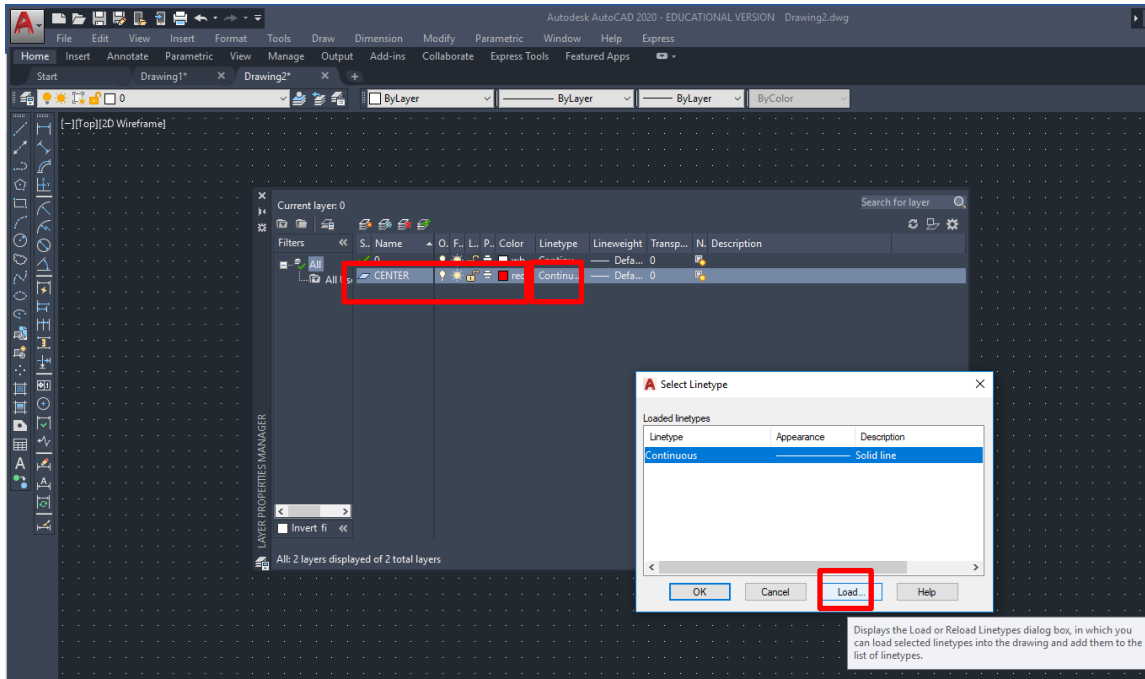 Autodesk AutoCAD 2020 - EDUCATIONAL VERSION Drawing2.dwg
File Edit View Insert Format Tools Draw Dimension Modify Parametric Window Help Express
Home Insert Annotate Parametric View Manage Output Add-ins Collaborate Express Tools Featured Apps
Start Drawing1* Drawing2*
0 ByLayer ByLayer ByLayer ByColor
[−][Top][2D Wireframe]
Current layer: 0
Search for layer
Filters S.. Name O. F.. L.. P.. Color Linetype Lineweight Transp... N. Description
All 0 Defa... 0
CENTER red Continu... Defa... 0
Invert fi
LAYER PROPERTIES MANAGER
All: 2 layers displayed of 2 total layers
Select Linetype
Loaded linetypes
Linetype Appearance Description
Continuous Solid line
OK Cancel Load... Help
Displays the Load or Reload Linetypes dialog box, in which you
can load selected linetypes into the drawing and add them to the
list of linetypes.